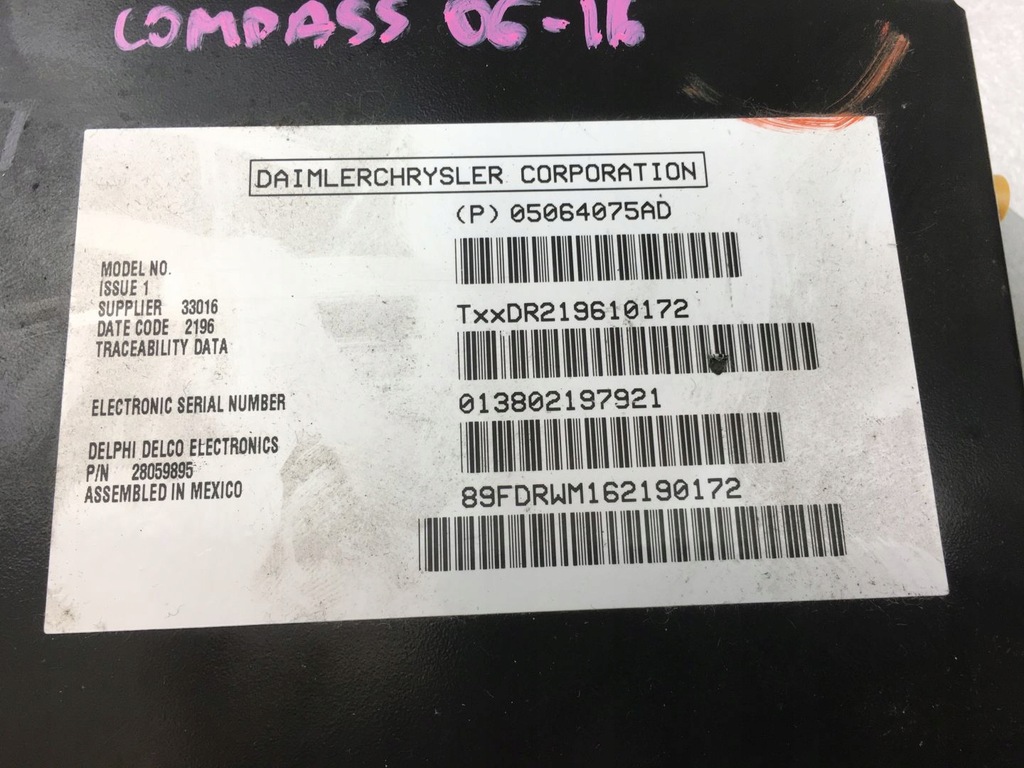 COMPASS 06-16
DAIMLERCHRYSLER CORPORATION
(P) 05064075AD
MODEL NO.
ISSUE 1
SUPPLIER 33016
DATE CODE 2196
TRACEABILITY DATA
TxxDR219610172
ELECTRONIC SERIAL NUMBER
013802197921
DELPHI DELCO ELECTRONICS
P/N 28059895
ASSEMBLED IN MEXICO
89FDRWM162190172